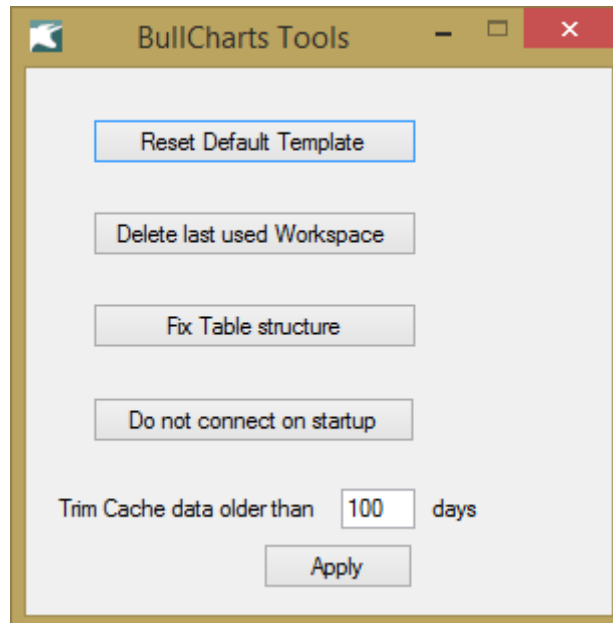 BullCharts Tools
Reset Default Template
Delete last used Workspace
Fix Table structure
Do not connect on startup
Trim Cache data older than 100 days
Apply